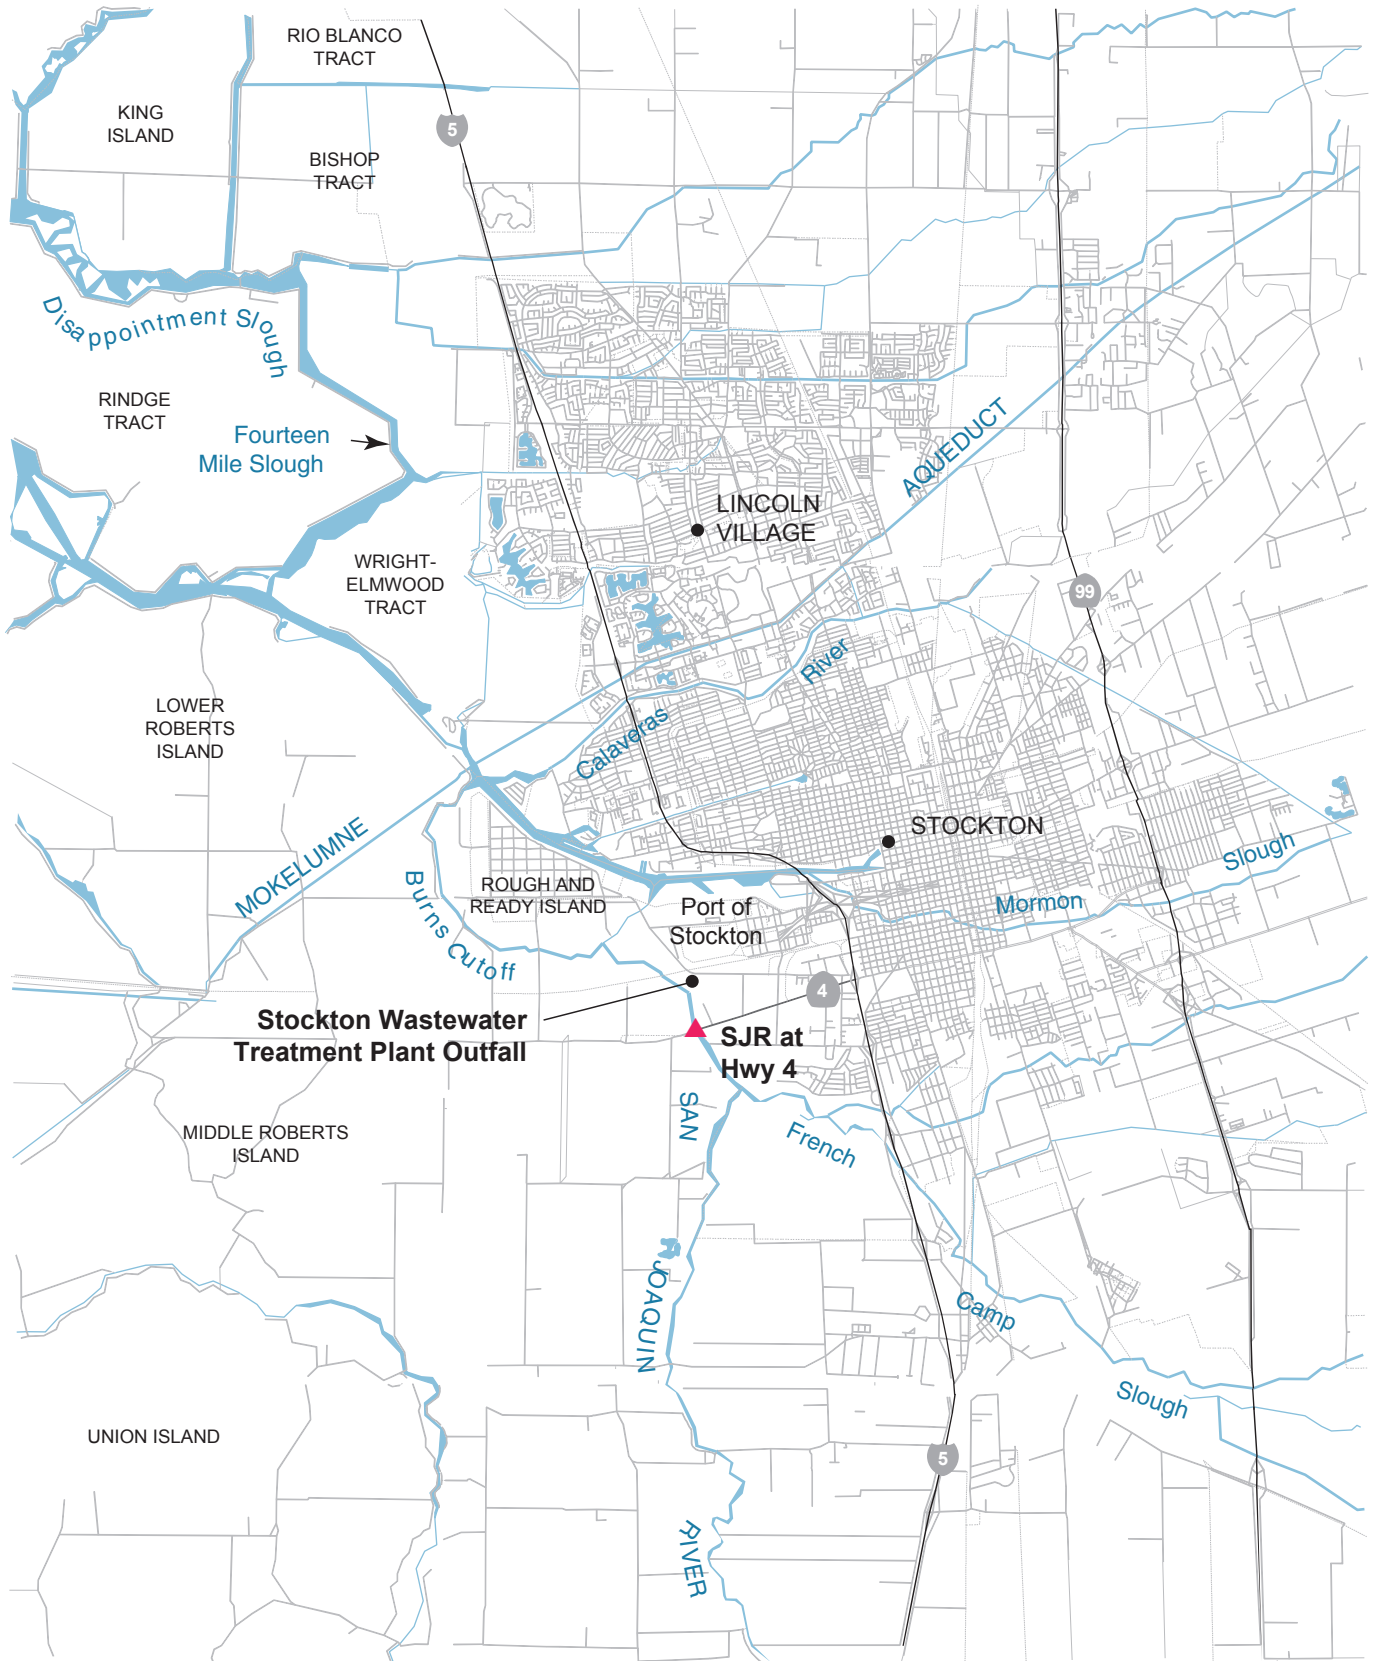 RIO BLANCO
TRACT
KING
ISLAND
5
BISHOP
TRACT
Disappointment Slough
RINDGE
TRACT
Fourteen
Mile Slough
AQUEDUCT
LINCOLN
VILLAGE
WRIGHT-
ELMWOOD
TRACT
99
River
LOWER
ROBERTS
ISLAND
Calaveras
STOCKTON
MOKELUMNE
Slough
Burns Cutoff
ROUGH AND
READY ISLAND
Mormon
Port of
Stockton
4
Stockton Wastewater
Treatment Plant Outfall
SJR at
Hwy 4
SAN
French
MIDDLE ROBERTS
ISLAND
JOAQUIN
Camp
Slough
UNION ISLAND
5
RIVER